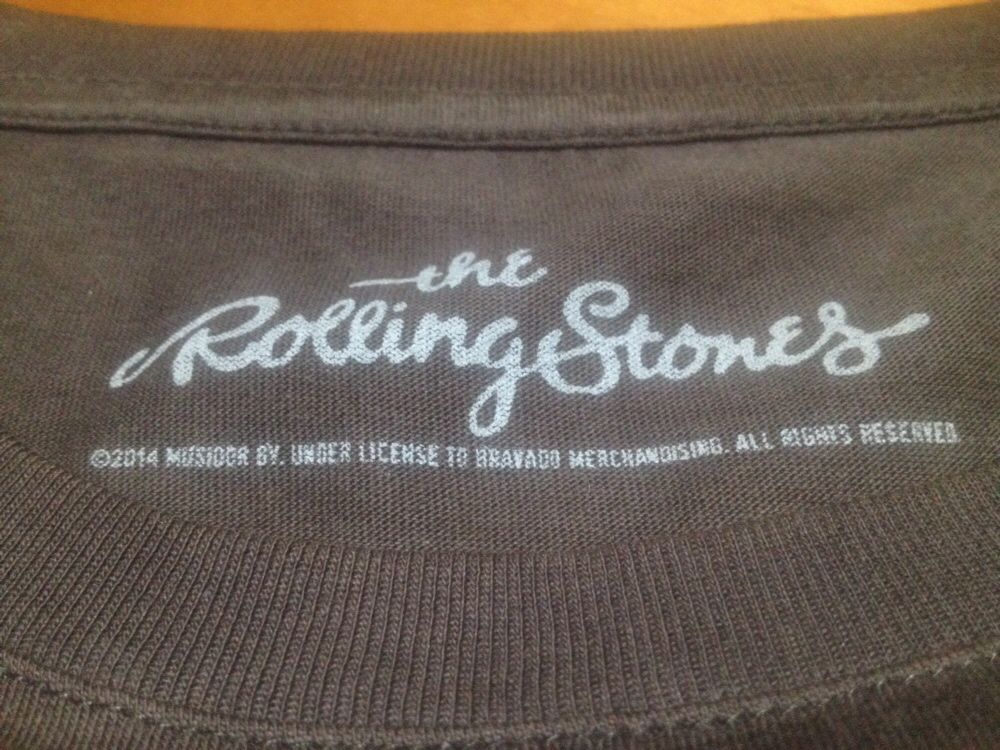 the
Rolling Stones
©2014 MUSIDOR BV. UNDER LICENSE TO BRAVADO MERCHANDISING. ALL RIGHTS RESERVED.